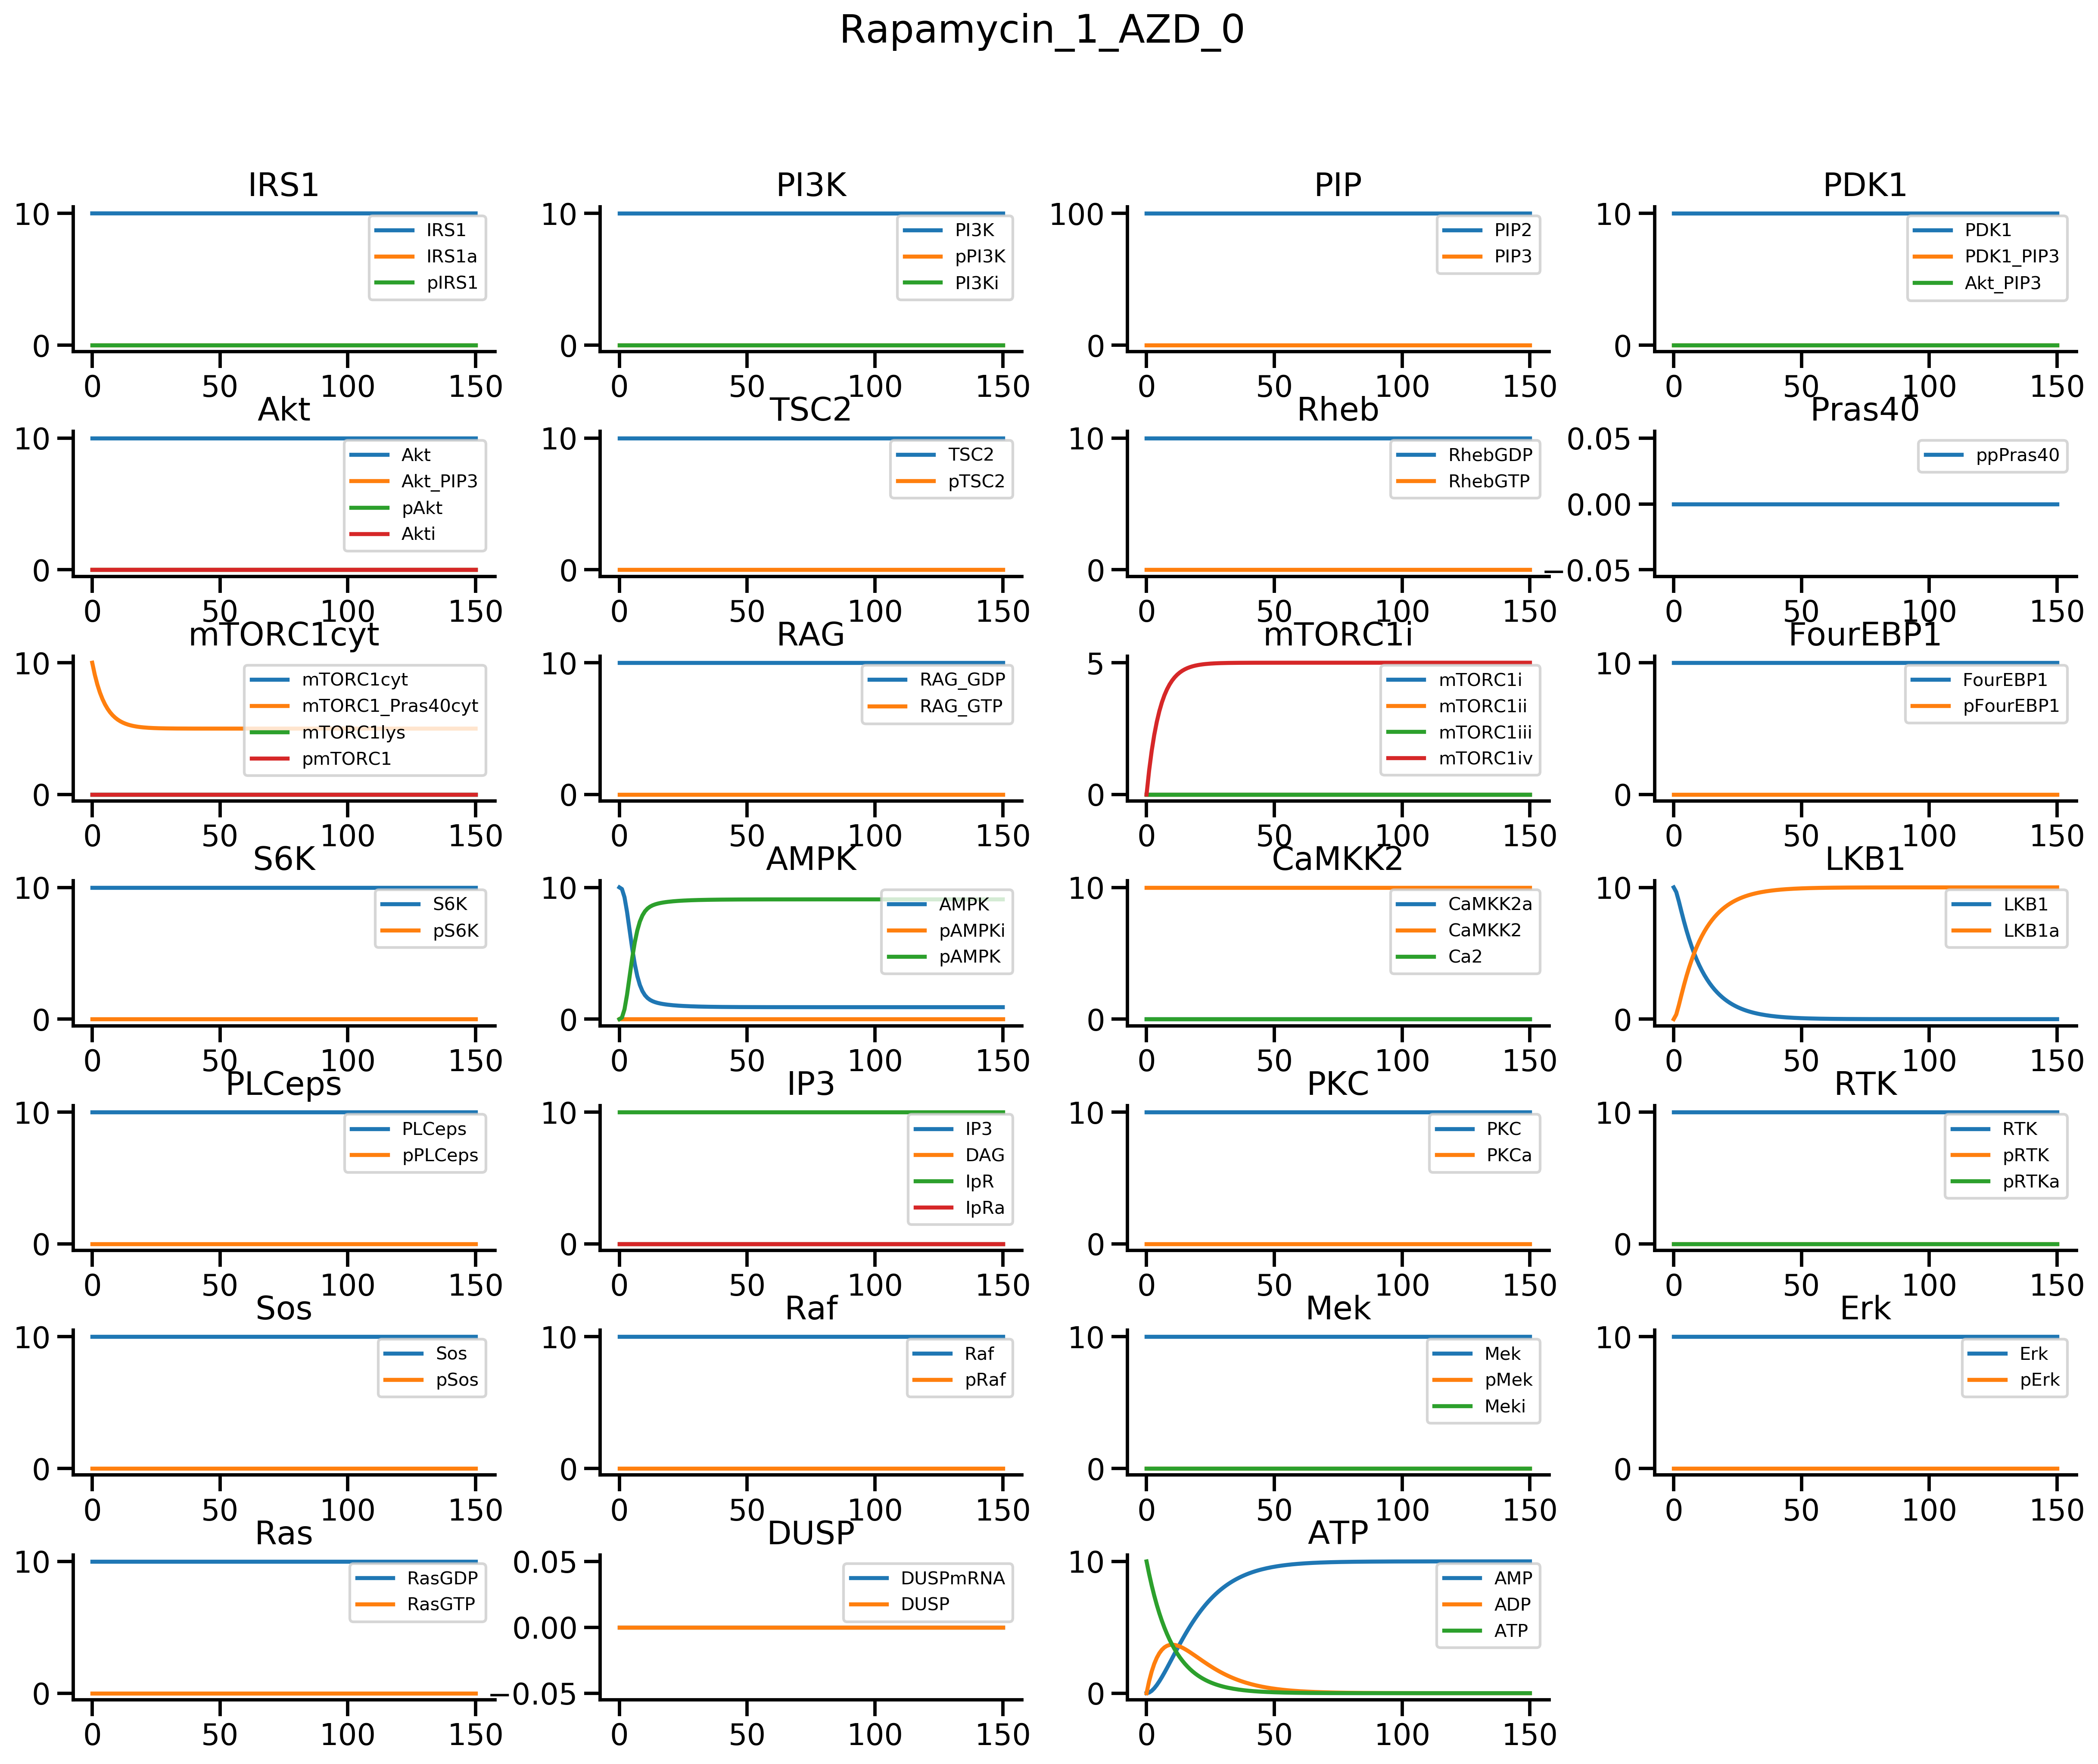 Rapamycin_1_AZD_0
IRS1
10
0
0 50 100 150
IRS1
IRS1a
pIRS1
PI3K
10
0
0 50 100 150
PI3K
pPI3K
PI3Ki
PIP
100
0
0 50 100 150
PIP2
PIP3
PDK1
10
0
0 50 100 150
PDK1
PDK1_PIP3
Akt_PIP3
Akt
10
0
0 50 100 150
Akt
Akt_PIP3
pAkt
Akti
TSC2
10
0
0 50 100 150
TSC2
pTSC2
Rheb
10
0
0 50 100 150
RhebGDP
RhebGTP
Pras40
0.05
0.00
−0.05
0 50 100 150
ppPras40
mTORC1cyt
10
0
0 50 100 150
mTORC1cyt
mTORC1_Pras40cyt
mTORC1lys
pmTORC1
RAG
10
0
0 50 100 150
RAG_GDP
RAG_GTP
mTORC1i
5
0
0 50 100 150
mTORC1i
mTORC1ii
mTORC1iii
mTORC1iv
FourEBP1
10
0
0 50 100 150
FourEBP1
pFourEBP1
S6K
10
0
0 50 100 150
S6K
pS6K
AMPK
10
0
0 50 100 150
AMPK
pAMPKi
pAMPK
CaMKK2
10
0
0 50 100 150
CaMKK2a
CaMKK2
Ca2
LKB1
10
0
0 50 100 150
LKB1
LKB1a
PLCeps
10
0
0 50 100 150
PLCeps
pPLCeps
IP3
10
0
0 50 100 150
IP3
DAG
IpR
IpRa
PKC
10
0
0 50 100 150
PKC
PKCa
RTK
10
0
0 50 100 150
RTK
pRTK
pRTKa
Sos
10
0
0 50 100 150
Sos
pSos
Raf
10
0
0 50 100 150
Raf
pRaf
Mek
10
0
0 50 100 150
Mek
pMek
Meki
Erk
10
0
0 50 100 150
Erk
pErk
Ras
10
0
0 50 100 150
RasGDP
RasGTP
DUSP
0.05
0.00
−0.05
0 50 100 150
DUSPmRNA
DUSP
ATP
10
0
0 50 100 150
AMP
ADP
ATP